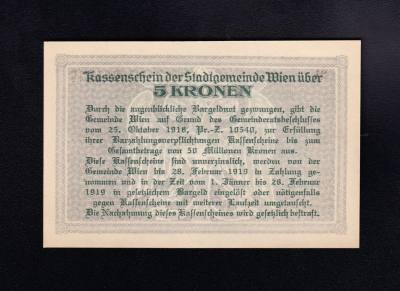 Kassenschein der Stadtgemeinde Wien über
5 KRONEN
Durch die augenblickliche Bargeldnot gezwungen, gibt die
Gemeinde Wien auf Grund des Gemeinderatsbeschlusses
vom 25. Oktober 1918, Pr.-Z. 10540, zur Erfüllung
ihrer Barzahlungsverpflichtungen Kassenscheine bis zum
Gesamtbetrage von 50 Millionen Kronen aus.
Diese Kassenscheine sind unverzinslich, werden von der
Gemeinde Wien bis 28. Februar 1919 in Zahlung ge-
nommen und in der Zeit vom 1. Jänner bis 28. Februar
1919 in gesetzlichem Bargeld eingelöst oder nötigenfalls
gegen Kassenscheine mit weiterer Laufzeit umgetauscht.
Die Nachahmung dieses Kassenscheines wird gesetzlich bestraft.